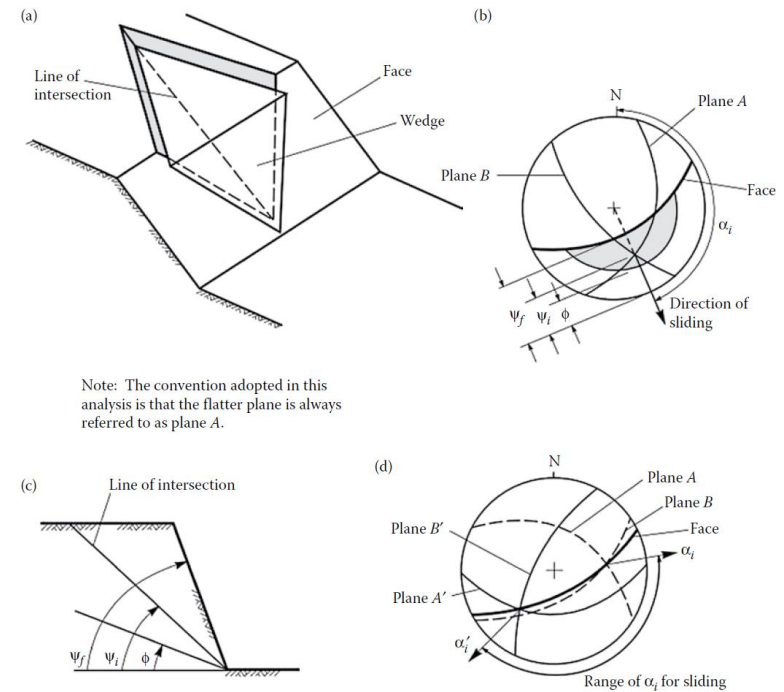 (a)
Line of
intersection
Face
Wedge
(b)
N
Plane A
Plane B
Face
αi
ψf ψi ϕ
Direction of
sliding
Note: The convention adopted in this
analysis is that the flatter plane is always
referred to as plane A.
(c)
Line of intersection
ψf ψi ϕ
(d)
N
Plane A
Plane B
Plane B′
Face
αi
Plane A′
αi′
Range of αi for sliding